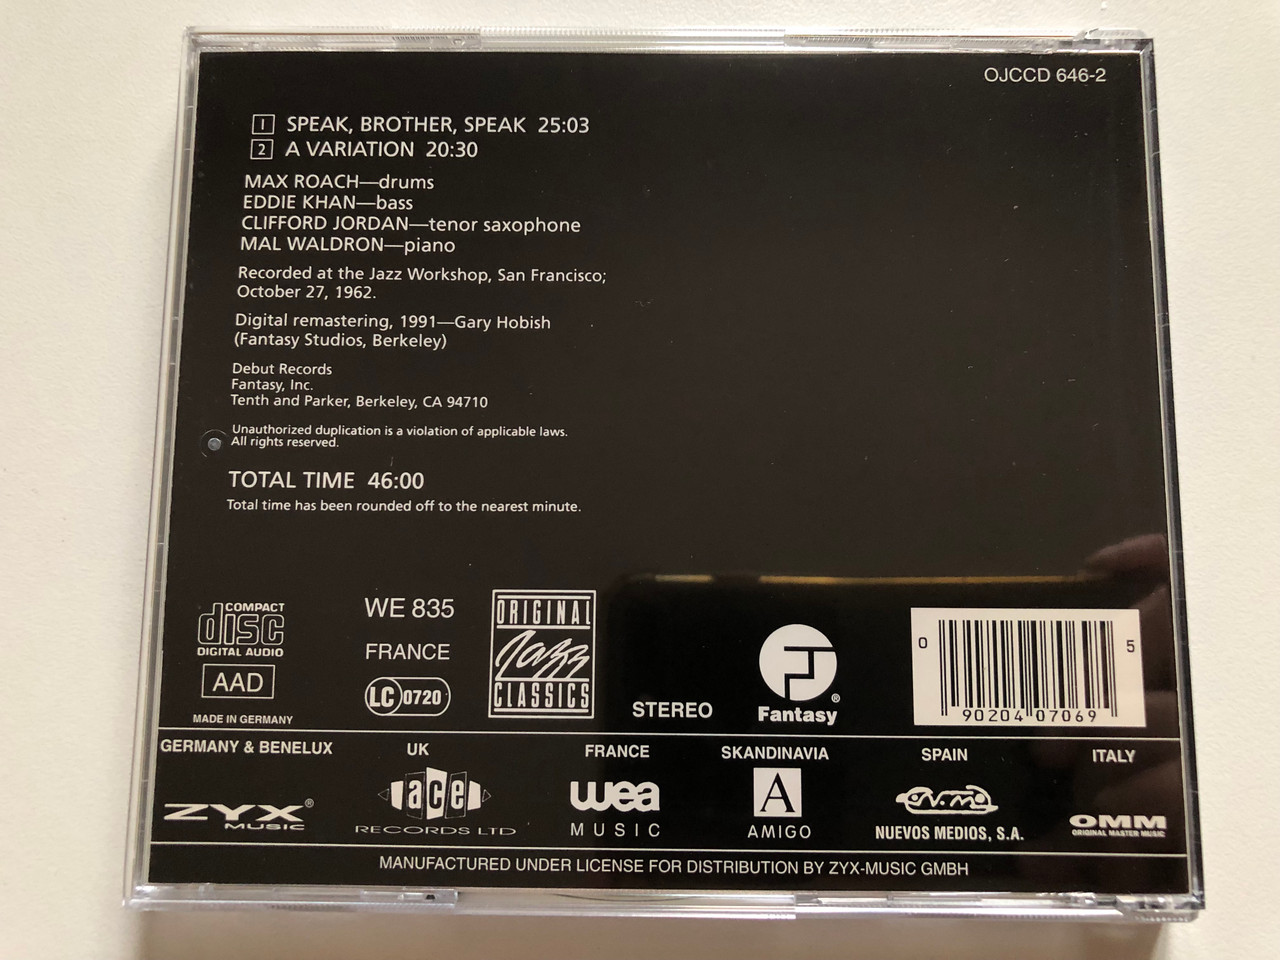 OJCCD 646-2
1 SPEAK, BROTHER, SPEAK 25:03
2 A VARIATION 20:30
MAX ROACH—drums
EDDIE KHAN—bass
CLIFFORD JORDAN—tenor saxophone
MAL WALDRON—piano
Recorded at the Jazz Workshop, San Francisco;
October 27, 1962.
Digital remastering, 1991—Gary Hobish
(Fantasy Studios, Berkeley)
Debut Records
Fantasy, Inc.
Tenth and Parker, Berkeley, CA 94710
Unauthorized duplication is a violation of applicable laws.
All rights reserved.
TOTAL TIME 46:00
Total time has been rounded off to the nearest minute.
COMPACT
disc
DIGITAL AUDIO
AAD
MADE IN GERMANY
WE 835
FRANCE
LC 0720
ORIGINAL
Jazz
CLASSICS
STEREO
Fantasy®
0 90204 07069 5
GERMANY & BENELUX UK FRANCE SKANDINAVIA SPAIN ITALY
ZYX®
MUSIC
ace
RECORDS LTD
wea
MUSIC
A
AMIGO
N.M.
NUEVOS MEDIOS, S.A.
OMM
ORIGINAL MASTER MUSIC
MANUFACTURED UNDER LICENSE FOR DISTRIBUTION BY ZYX-MUSIC GMBH